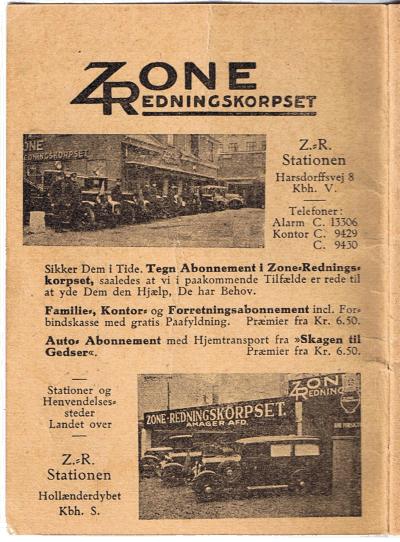 ZONE
REDNINGSKORPSET
ONE
EDNINGSKORPSET
Z.-R.
Stationen
Harsdorffsvej 8
Kbh. V.
Telefoner:
Alarm C. 13306
Kontor C. 9429
C. 9430
Sikker Dem i Tide. Tegn Abonnement i Zone-Rednings-
korpset, saaledes at vi i paakommende Tilfælde er rede til
at yde Dem den Hjælp, De har Behov.
Familie-, Kontor- og Forretningsabonnement incl. For-
bindskasse med gratis Paafyldning. Præmier fra Kr. 6.50.
Auto- Abonnement med Hjemtransport fra »Skagen til
Gedser«. Præmier fra Kr. 6.50.
Stationer og
Henvendelses-
steder
Landet over
Z.-R.
Stationen
Hollænderdybet
Kbh. S.
ZONE
REDNING
ZONE-REDNINGSKORPSET.
AMAGER AFD.